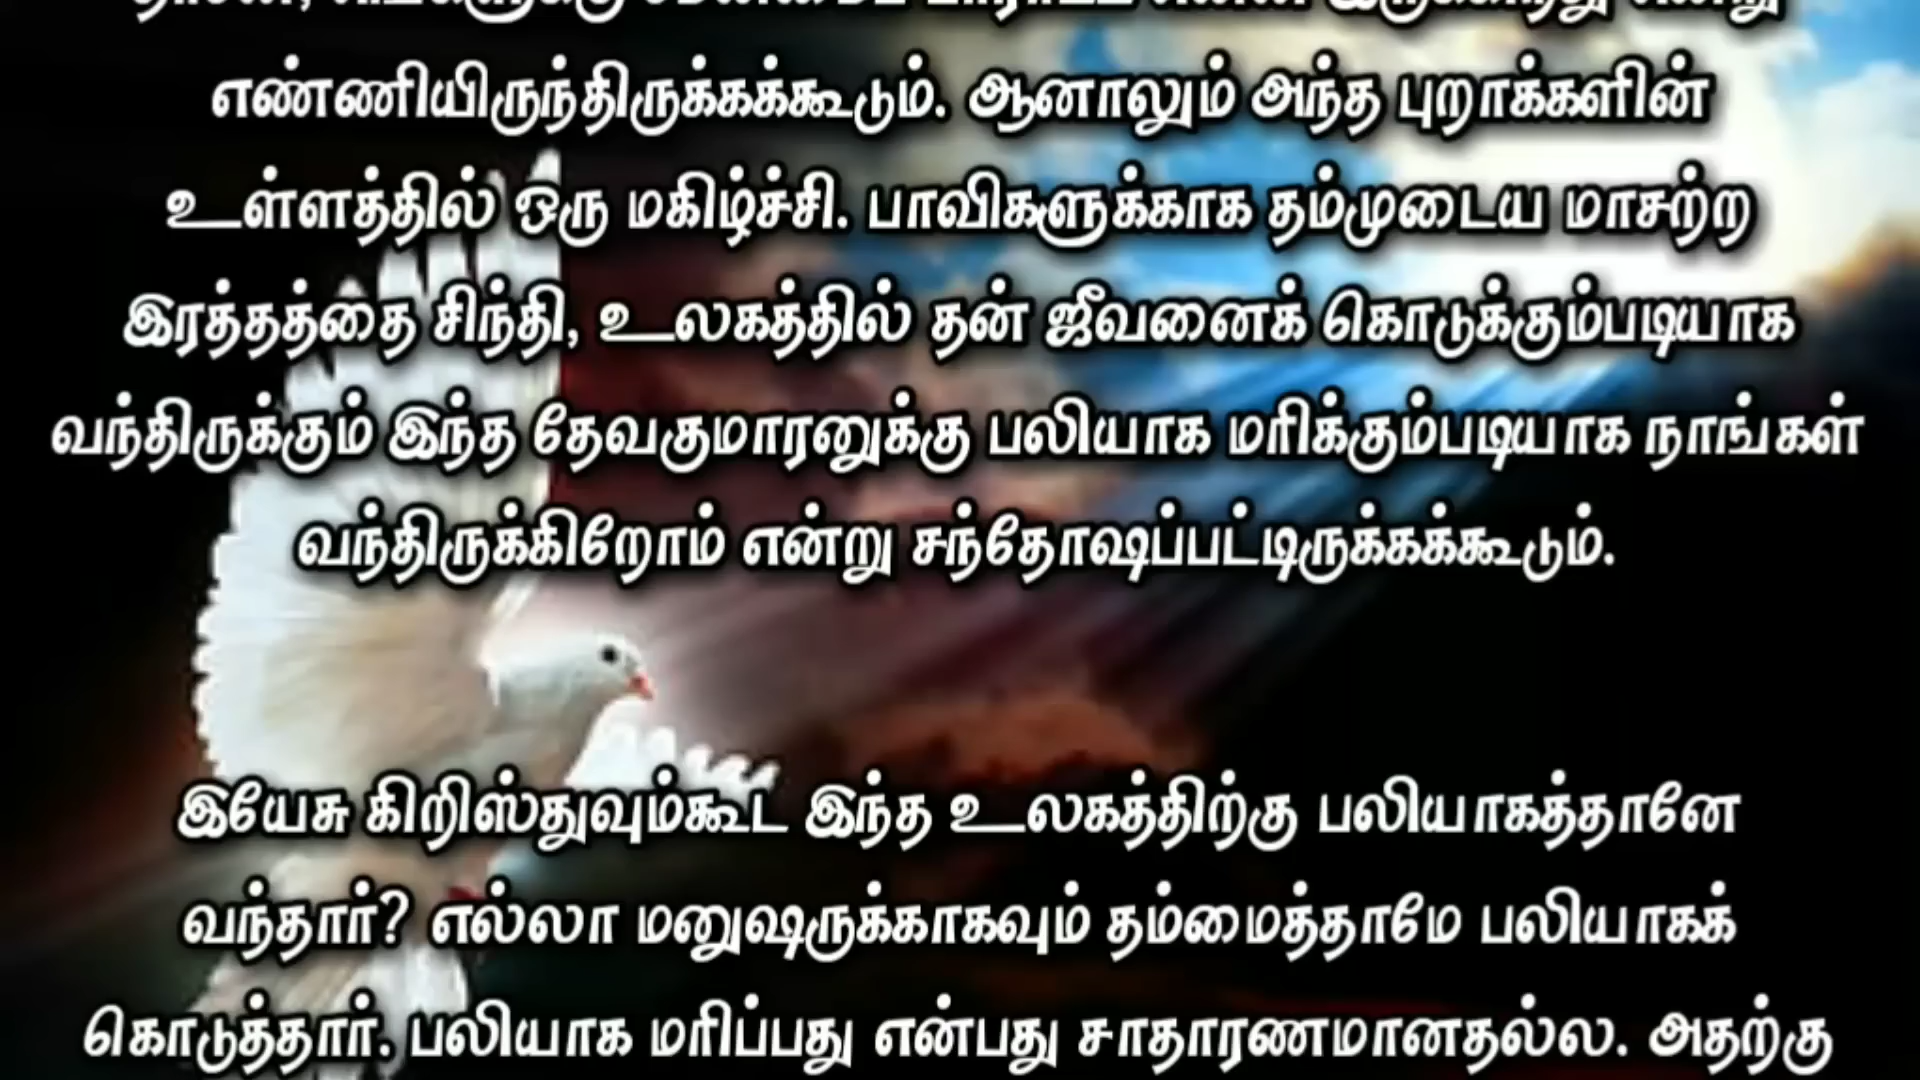 என்ன
எண்ணியிருந்திருக்கக்கூடும். ஆனாலும் அந்த புறாக்களின்
உள்ளத்தில் ஒரு மகிழ்ச்சி. பாவிகளுக்காக தம்முடைய மாசற்ற
இரத்தத்தை சிந்தி, உலகத்தில் தன் ஜீவனைக் கொடுக்கும்படியாக
வந்திருக்கும் இந்த தேவகுமாரனுக்கு பலியாக மரிக்கும்படியாக நாங்கள்
வந்திருக்கிறோம் என்று சந்தோஷப்பட்டிருக்கக்கூடும்.
இயேசு கிறிஸ்துவும்கூட இந்த உலகத்திற்கு பலியாகத்தானே
வந்தார்? எல்லா மனுஷருக்காகவும் தம்மைத்தாமே பலியாகக்
கொடுத்தார். பலியாக மரிப்பது என்பது சாதாரணமானதல்ல. அதற்கு